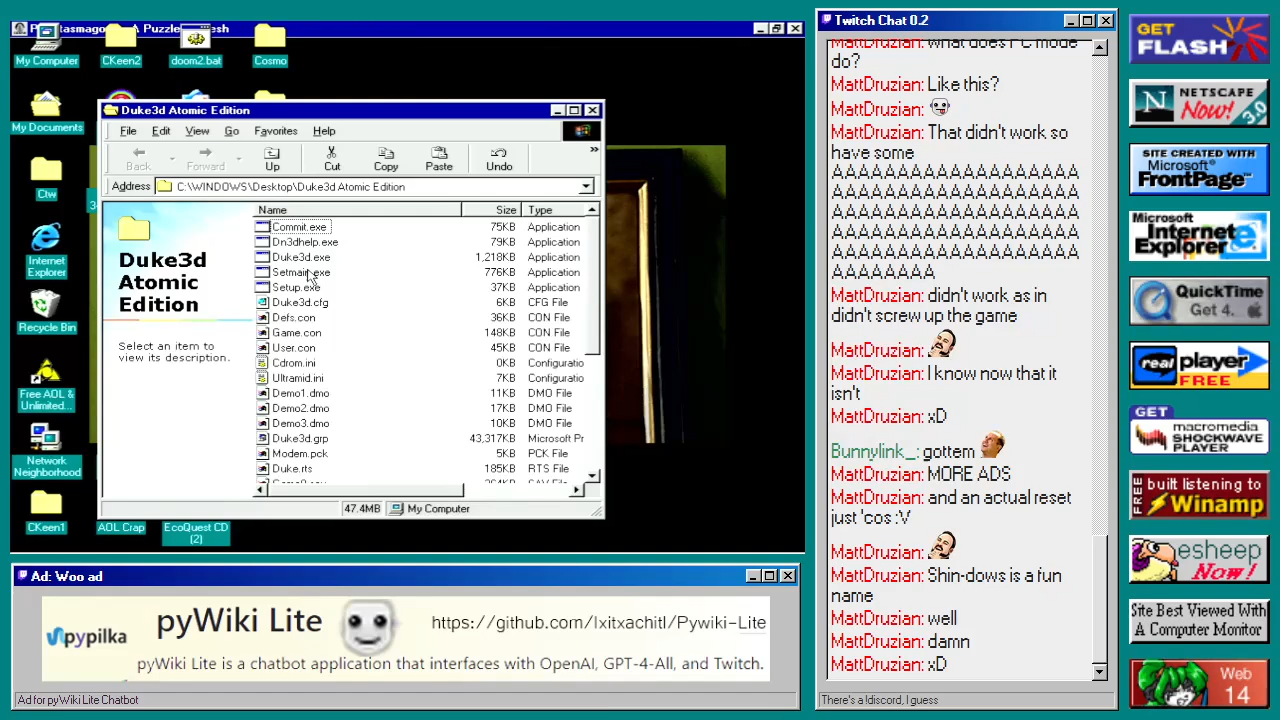 My Computer
CKeen2
doom2.bat
Cosmo
My Documents
Ctw
Internet
Explorer
Recycle Bin
Free AOL &
Unlimited...
Network
Neighborhood
CKeen1
AOL Crap
EcoQuest CD
(2)
Duke3d Atomic Edition
File Edit View Go Favorites Help
Back Forward Up Cut Copy Paste Undo
Address C:\WINDOWS\Desktop\Duke3d Atomic Edition
Duke3d
Atomic
Edition
Select an item to
view its description.
Name Size Type
Commit.exe 75KB Application
Dn3dhelp.exe 79KB Application
Duke3d.exe 1,218KB Application
Setmain.exe 776KB Application
Setup.exe 37KB Application
Duke3d.cfg 6KB CFG File
Defs.con 36KB CON File
Game.con 148KB CON File
User.con 45KB CON File
Cdrom.ini 0KB Configuratio
Ultramid.ini 7KB Configuratio
Demo1.dmo 11KB DMO File
Demo2.dmo 17KB DMO File
Demo3.dmo 10KB DMO File
Duke3d.grp 43,317KB Microsoft Pr
Modem.pck 5KB PCK File
Duke.rts 185KB RTS File
47.4MB My Computer
Ad: Woo ad
pypilka
pyWiki Lite
https://github.com/Ixitxachitl/Pywiki-Lite
pyWiki Lite is a chatbot application that interfaces with OpenAI, GPT-4-All, and Twitch.
Ad for pyWiki Lite Chatbot
Twitch Chat 0.2
MattDruzian: what does PC mode
do?
MattDruzian: Like this?
MattDruzian:
MattDruzian: That didn't work so
have some
ÂÂÂÂÂÂÂÂÂÂÂÂÂÂÂÂÂÂ
ÂÂÂÂÂÂÂÂÂÂÂÂÂÂÂÂÂÂ
ÂÂÂÂÂÂÂÂÂÂÂÂÂÂÂÂÂÂ
ÂÂÂÂÂÂÂÂÂÂÂÂÂÂÂÂÂÂ
ÂÂÂÂÂÂÂÂÂÂÂÂÂÂÂÂÂÂ
ÂÂÂÂÂÂÂÂ
MattDruzian: didn't work as in
didn't screw up the game
MattDruzian:
MattDruzian: I know now that it
isn't
MattDruzian: xD
Bunnylink_: gottem
MattDruzian: MORE ADS
MattDruzian: and an actual reset
just 'cos :V
MattDruzian:
MattDruzian: Shin-dows is a fun
name
MattDruzian: well
MattDruzian: damn
MattDruzian: xD
There's a !discord, I guess
GET
FLASH
N NETSCAPE
Now! 3.0
SITE CREATED WITH
Microsoft
FrontPage
Microsoft
Internet
Explorer
QuickTime
Get 4.
real player
FREE
GET
macromedia
SHOCKWAVE
PLAYER
FREE
built listening to
Winamp
esheep
Now!
Site Best Viewed With
A Computer Monitor
Web
14